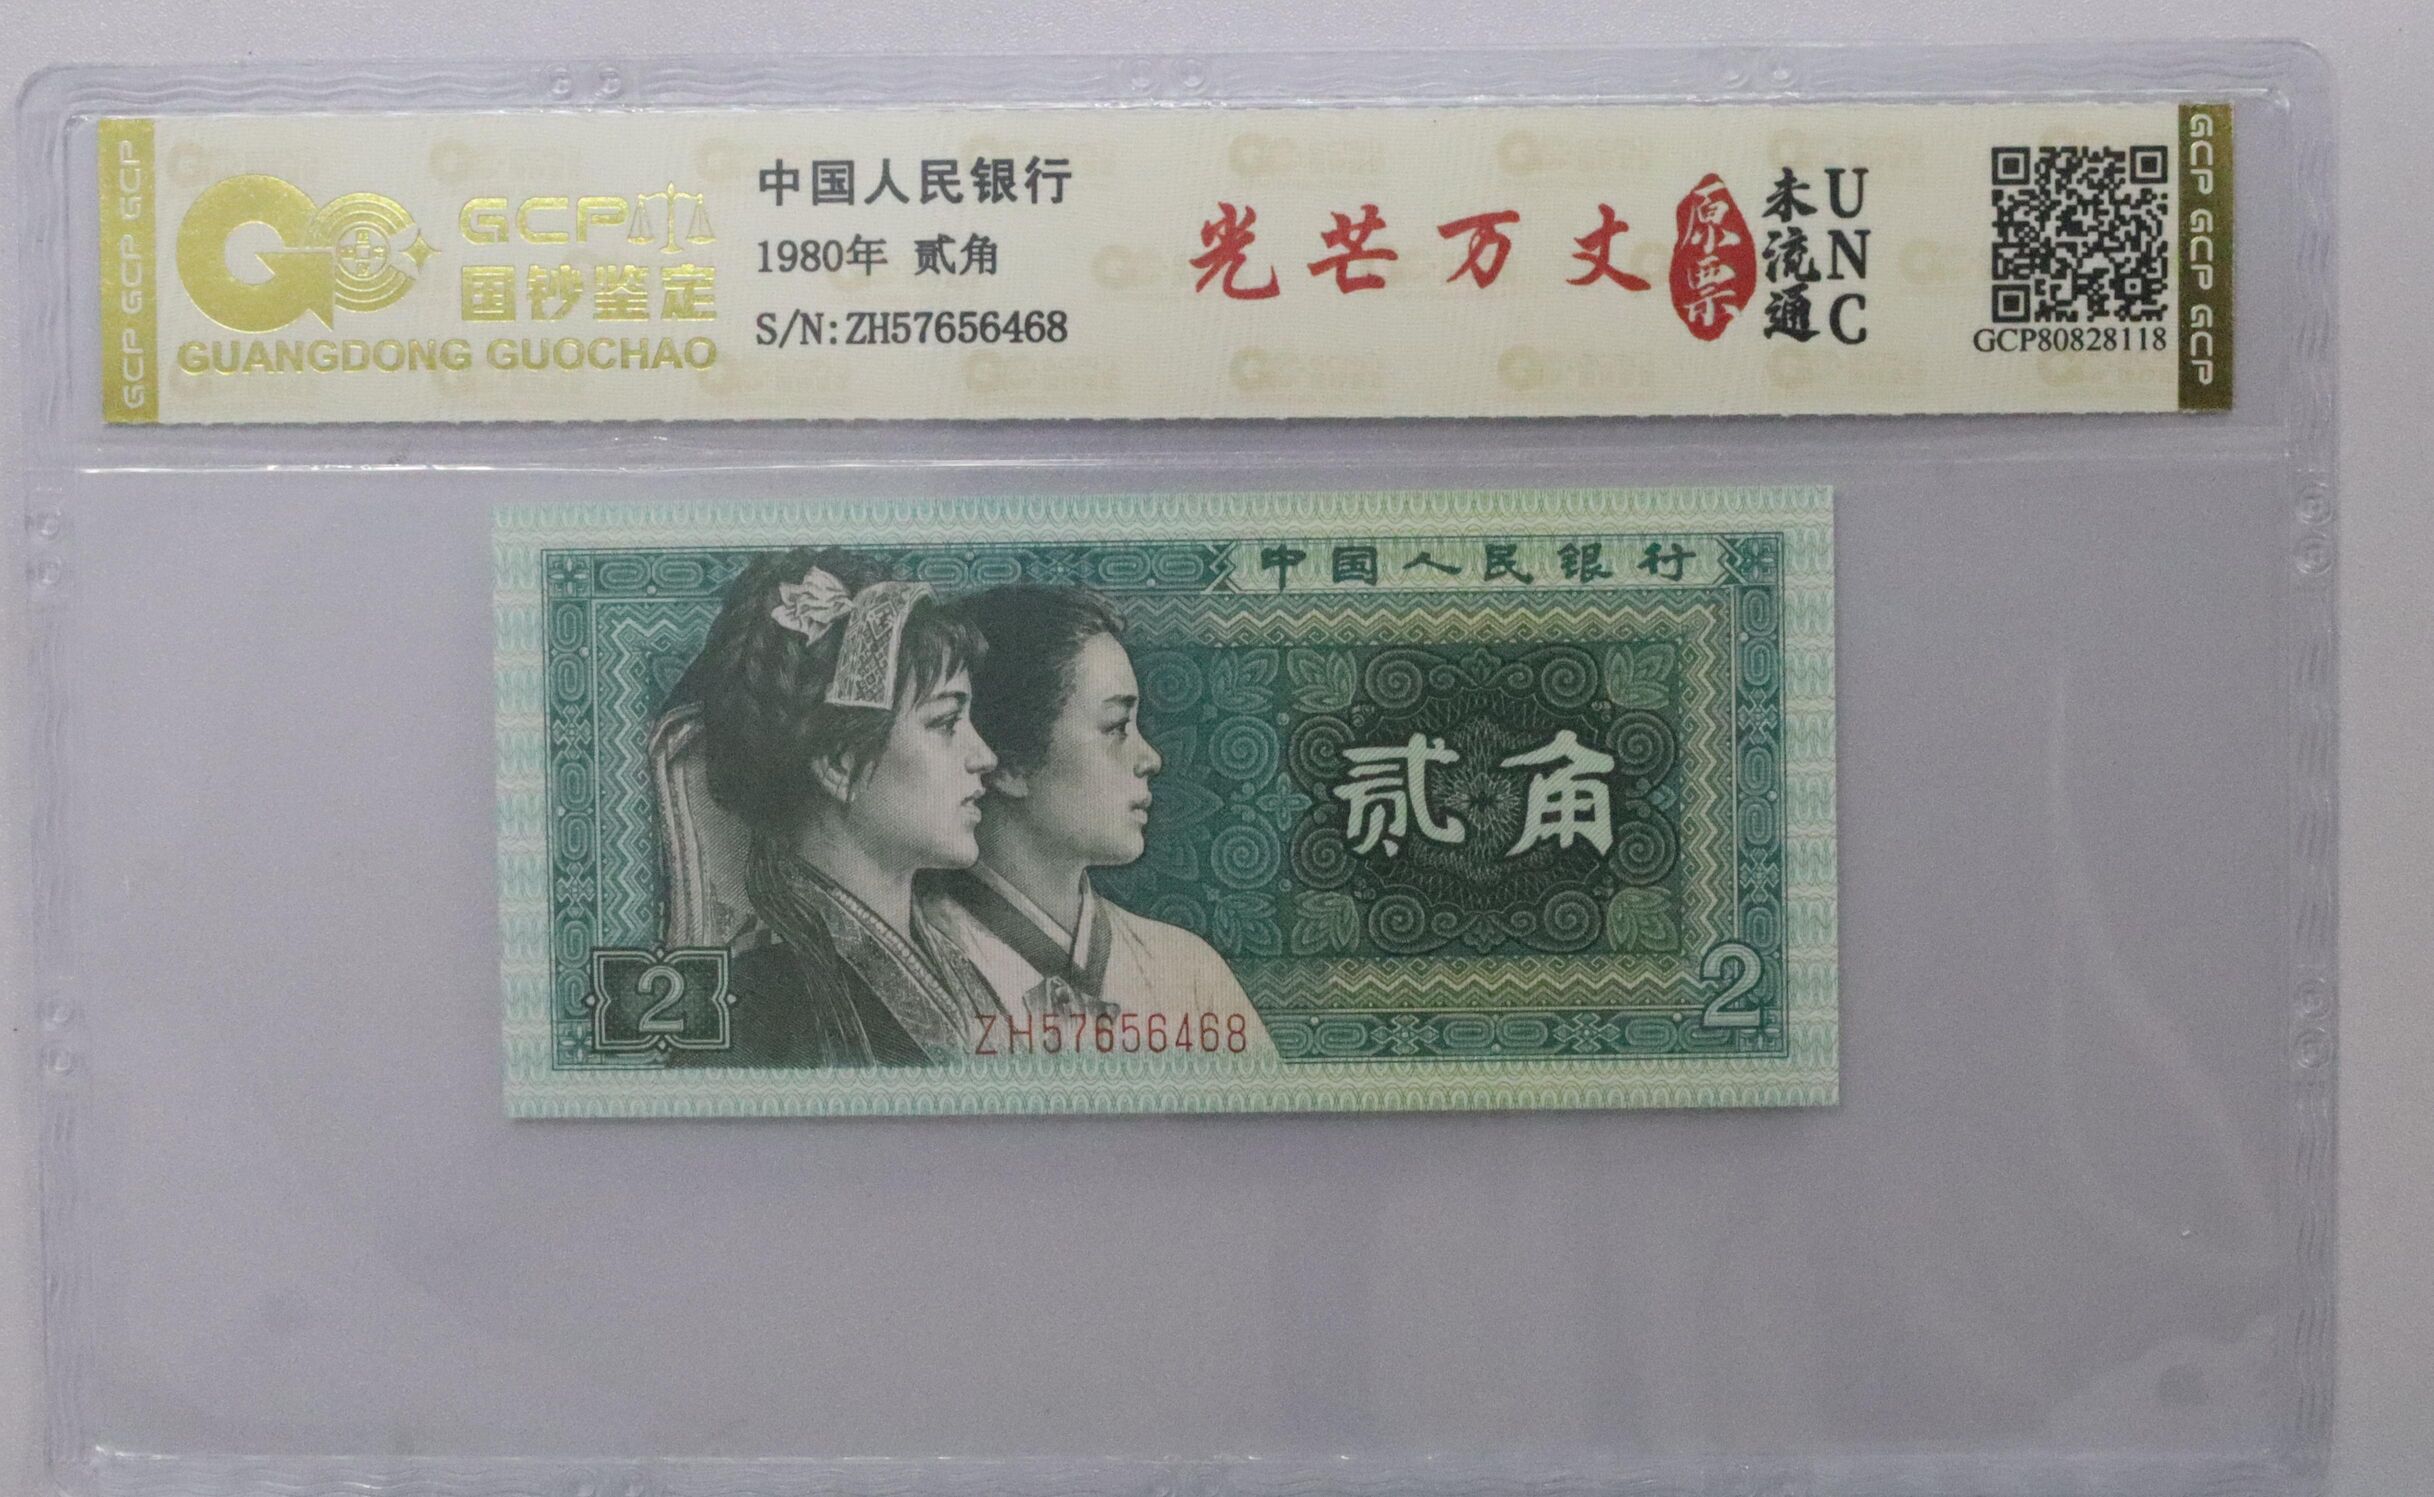 GCP GCP GCP
GCP
国钞鉴定
GUANGDONG GUOCHAO
中国人民银行
1980年 贰角
S/N:ZH57656468
光芒万丈
原票
未流通
UNC
GCP80828118
GCP GCP GCP
中国人民银行
贰角
2
2
ZH57656468